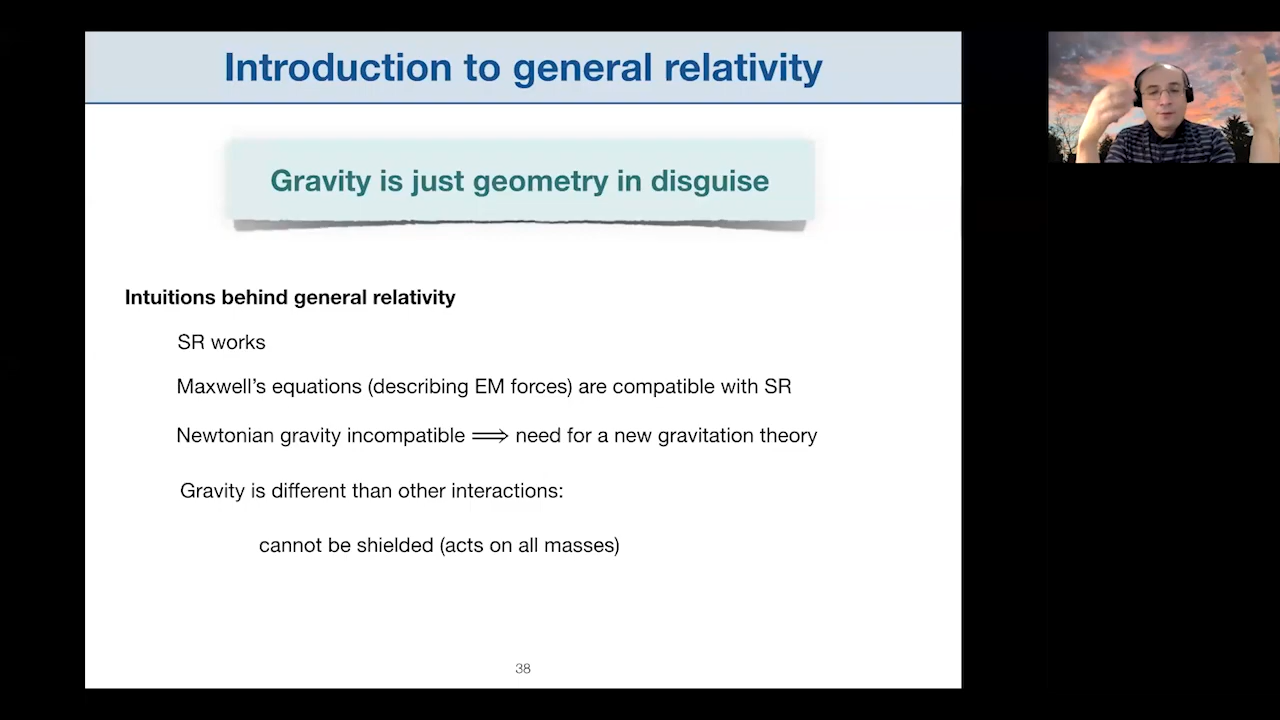 Introduction to general relativity
Gravity is just geometry in disguise
Intuitions behind general relativity
SR works
Maxwell's equations (describing EM forces) are compatible with SR
Newtonian gravity incompatible ⟹ need for a new gravitation theory
Gravity is different than other interactions:
cannot be shielded (acts on all masses)
38